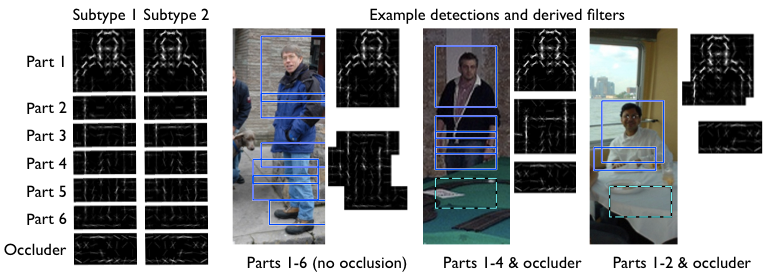 Subtype 1 Subtype 2
Example detections and derived filters
Part 1
Part 2
Part 3
Part 4
Part 5
Part 6
Occluder
Parts 1-6 (no occlusion)
Parts 1-4 & occluder
Parts 1-2 & occluder